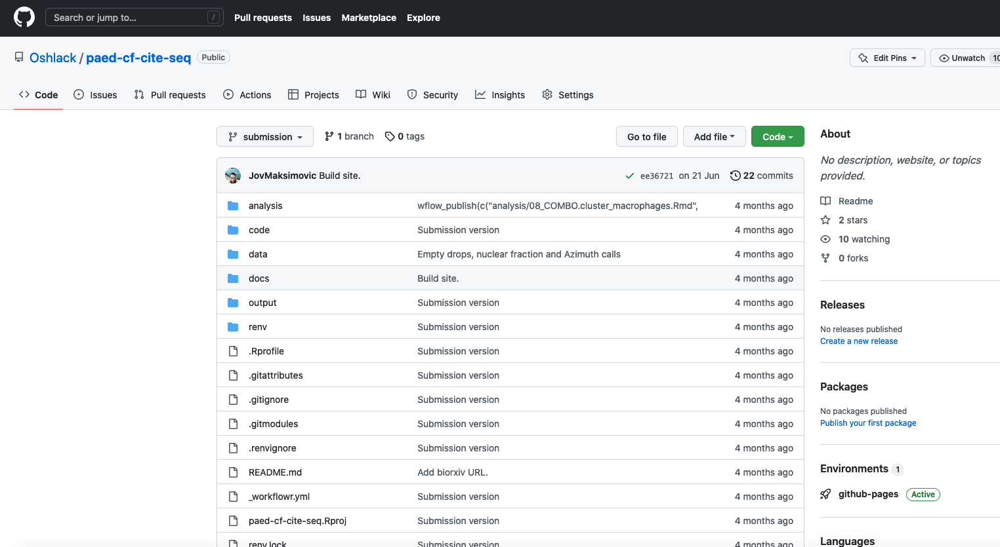 Search or jump to... / Pull requests Issues Marketplace Explore
Oshlack / paed-cf-cite-seq Public Edit Pins Unwatch 10
Code Issues Pull requests Actions Projects Wiki Security Insights Settings
submission 1 branch 0 tags Go to file Add file Code
JovMaksimovic Build site. ee36721 on 21 Jun 22 commits
analysis wflow_publish(c("analysis/08_COMBO.cluster_macrophages.Rmd", 4 months ago
code Submission version 4 months ago
data Empty drops, nuclear fraction and Azimuth calls 4 months ago
docs Build site. 4 months ago
output Submission version 4 months ago
renv Submission version 4 months ago
.Rprofile Submission version 4 months ago
.gitattributes Submission version 4 months ago
.gitignore Submission version 4 months ago
.gitmodules Submission version 4 months ago
.renvignore Submission version 4 months ago
README.md Add biorxiv URL. 4 months ago
_workflowr.yml Submission version 4 months ago
paed-cf-cite-seq.Rproj Submission version 4 months ago
renv.lock Submission version 4 months ago
About
No description, website, or topics
provided.
Readme
2 stars
10 watching
0 forks
Releases
No releases published
Create a new release
Packages
No packages published
Publish your first package
Environments 1
github-pages Active
Languages